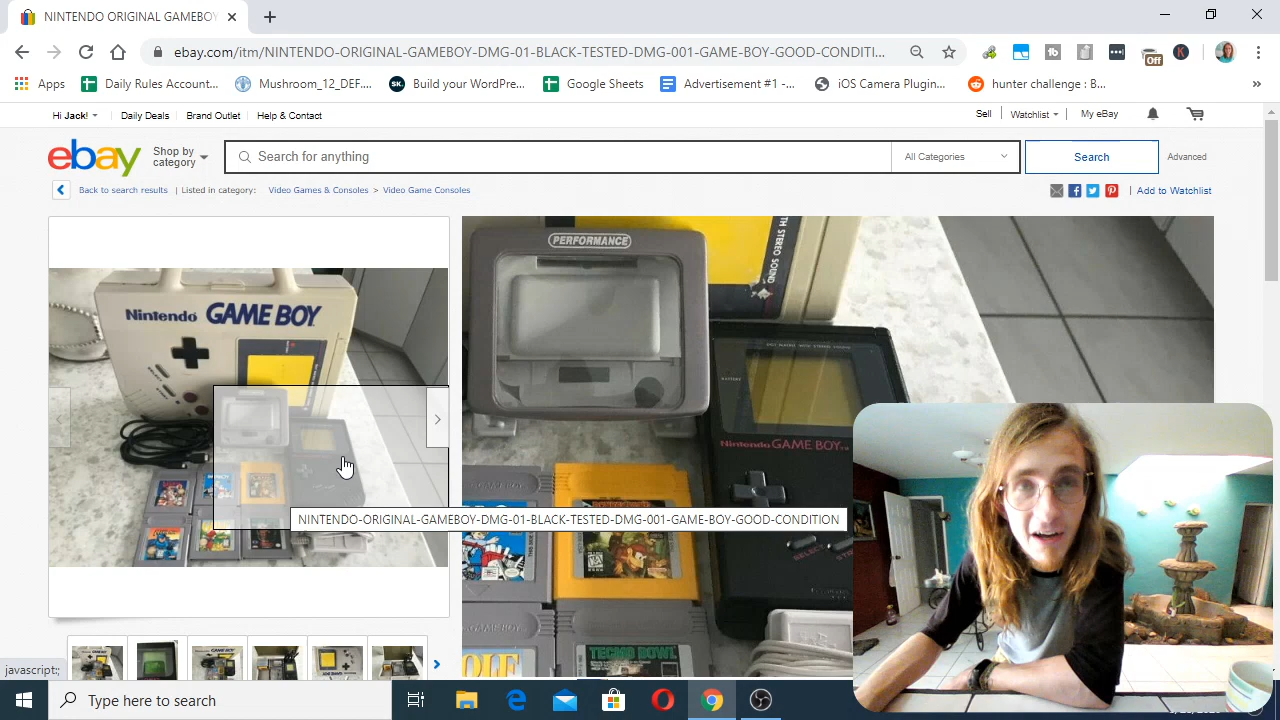 NINTENDO ORIGINAL GAMEBOY
ebay.com/itm/NINTENDO-ORIGINAL-GAMEBOY-DMG-01-BLACK-TESTED-DMG-001-GAME-BOY-GOOD-CONDITI...
Off
Apps
Daily Rules Account...
Mushroom_12_DEF....
Build your WordPre...
Google Sheets
Advertisement #1 -...
iOS Camera Plugin...
hunter challenge : B...
»
Hi Jack!
Daily Deals
Brand Outlet
Help & Contact
Sell
Watchlist
My eBay
ebay
Shop by
category
Search for anything
All Categories
Search
Advanced
Back to search results
| Listed in category:
Video Games & Consoles > Video Game Consoles
| Add to Watchlist
Nintendo GAME BOY
PERFORMANCE
TH STEREO SOUND
Nintendo GAME BOY
NINTENDO-ORIGINAL-GAMEBOY-DMG-01-BLACK-TESTED-DMG-001-GAME-BOY-GOOD-CONDITION
TECMO BOWL
javascript:
Type here to search